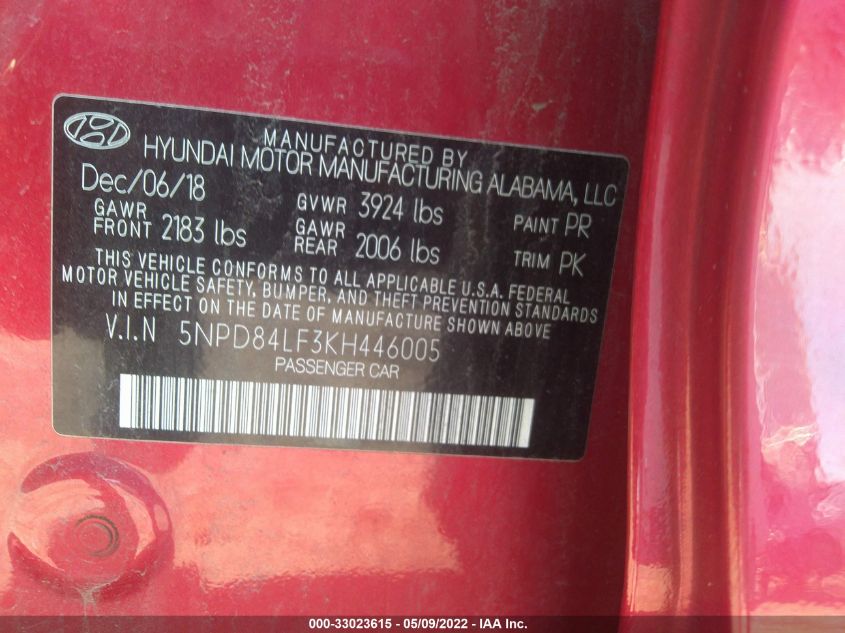 MANUFACTURED BY
HYUNDAI MOTOR MANUFACTURING ALABAMA, LLC
Dec/06/18 GVWR 3924 lbs PAINT PR
GAWR FRONT 2183 lbs GAWR REAR 2006 lbs TRIM PK
THIS VEHICLE CONFORMS TO ALL APPLICABLE U.S.A. FEDERAL
MOTOR VEHICLE SAFETY, BUMPER, AND THEFT PREVENTION STANDARDS
IN EFFECT ON THE DATE OF MANUFACTURE SHOWN ABOVE.
V.I.N 5NPD84LF3KH446005
PASSENGER CAR
000-33023615 - 05/09/2022 - IAA Inc.